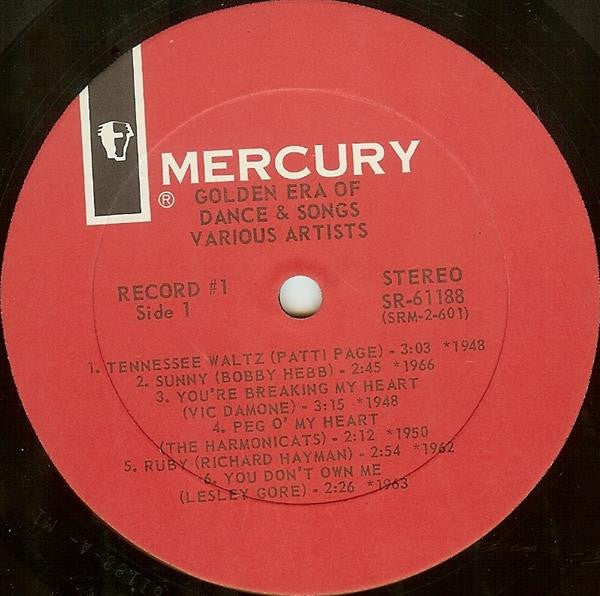 MERCURY
®
GOLDEN ERA OF
DANCE & SONGS
VARIOUS ARTISTS
RECORD #1
Side 1
STEREO
SR-61188
(SRM-2-601)
1. TENNESSEE WALTZ (PATTI PAGE) - 3:03 *1948
2. SUNNY (BOBBY HEBB) - 2:45 *1966
3. YOU'RE BREAKING MY HEART
(VIC DAMONE) - 3:15 *1948
4. PEG O' MY HEART
(THE HARMONICATS) - 2:12 *1950
5. RUBY (RICHARD HAYMAN) - 2:54 *1962
6. YOU DON'T OWN ME
(LESLEY GORE) - 2:26 *1963